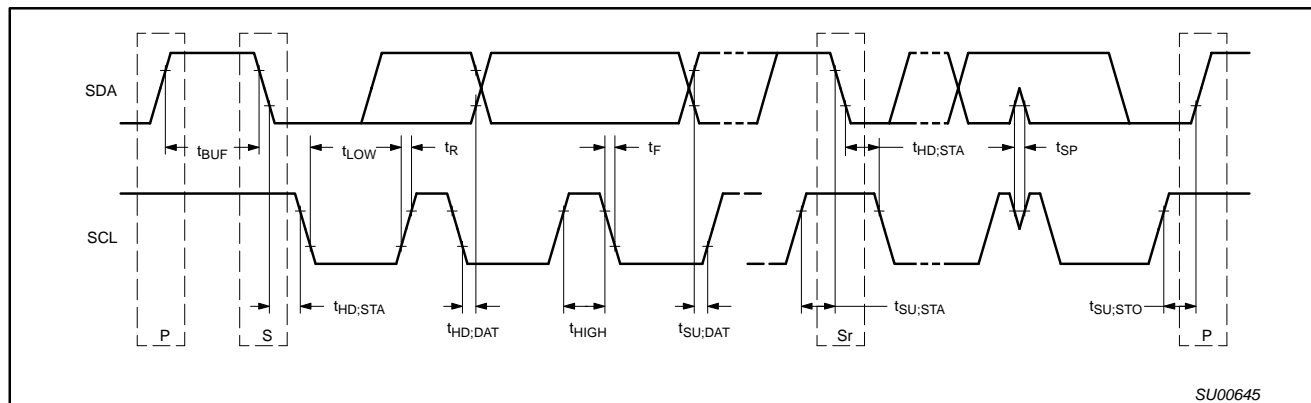 SDA
tBUF
tLOW
tR
tF
tHD;STA
tSP
SCL
tHD;STA
tHD;DAT
tHIGH
tSU;DAT
tSU;STA
tSU;STO
P
S
Sr
P
SU00645